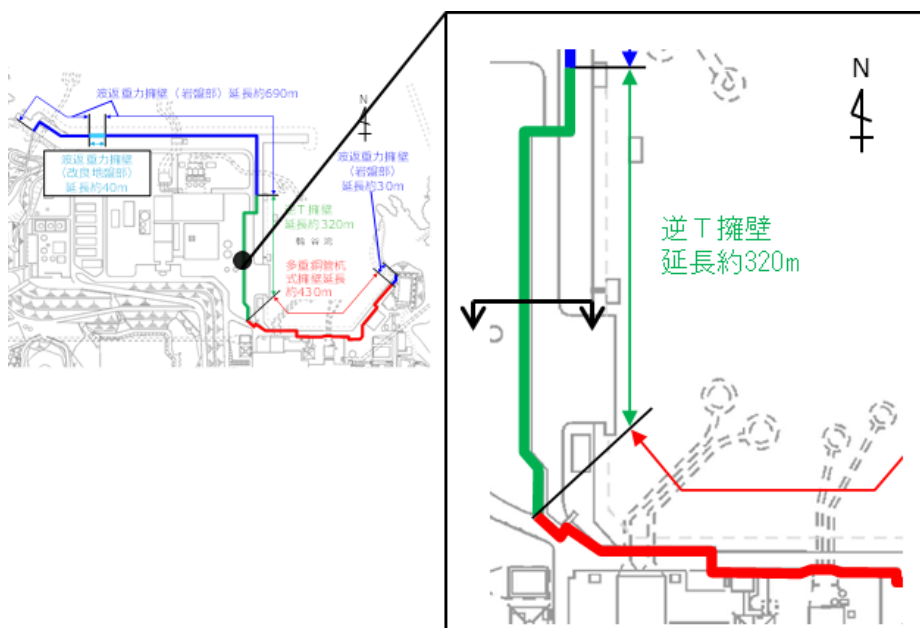 波返重力擁壁（岩盤部）延長約690m
N
波返重力擁壁
（改良地盤部）
延長約40m
波返重力擁壁
（岩盤部）
延長約30m
逆Ｔ擁壁
延長約320m
輪谷湾
多重鋼管杭
式擁壁延長
約430m
N
逆Ｔ擁壁
延長約320m